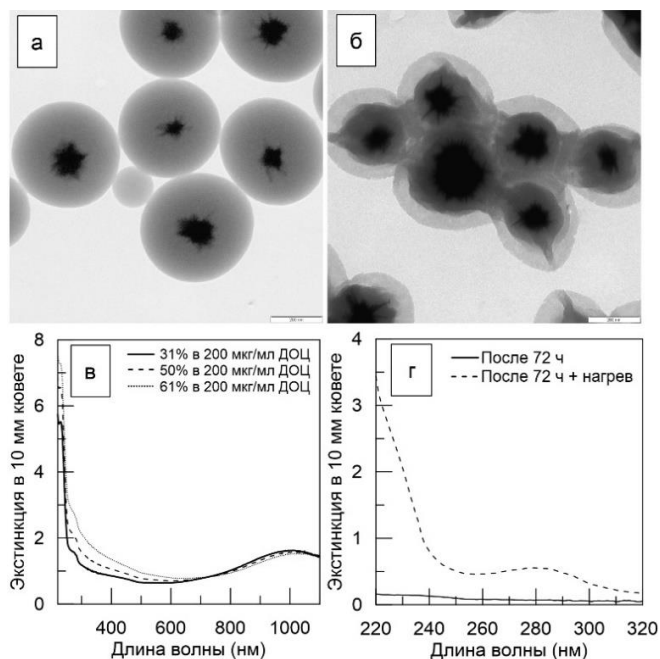 а
б
8
6
4
2
0
в
31% в 200 мкг/мл ДОЦ
50% в 200 мкг/мл ДОЦ
61% в 200 мкг/мл ДОЦ
Экстинкция в 10 мм кювете
400 600 800 1000
Длина волны (нм)
4
3
2
1
0
г
После 72 ч
После 72 ч + нагрев
Экстинкция в 10 мм кювете
220 240 260 280 300 320
Длина волны (нм)